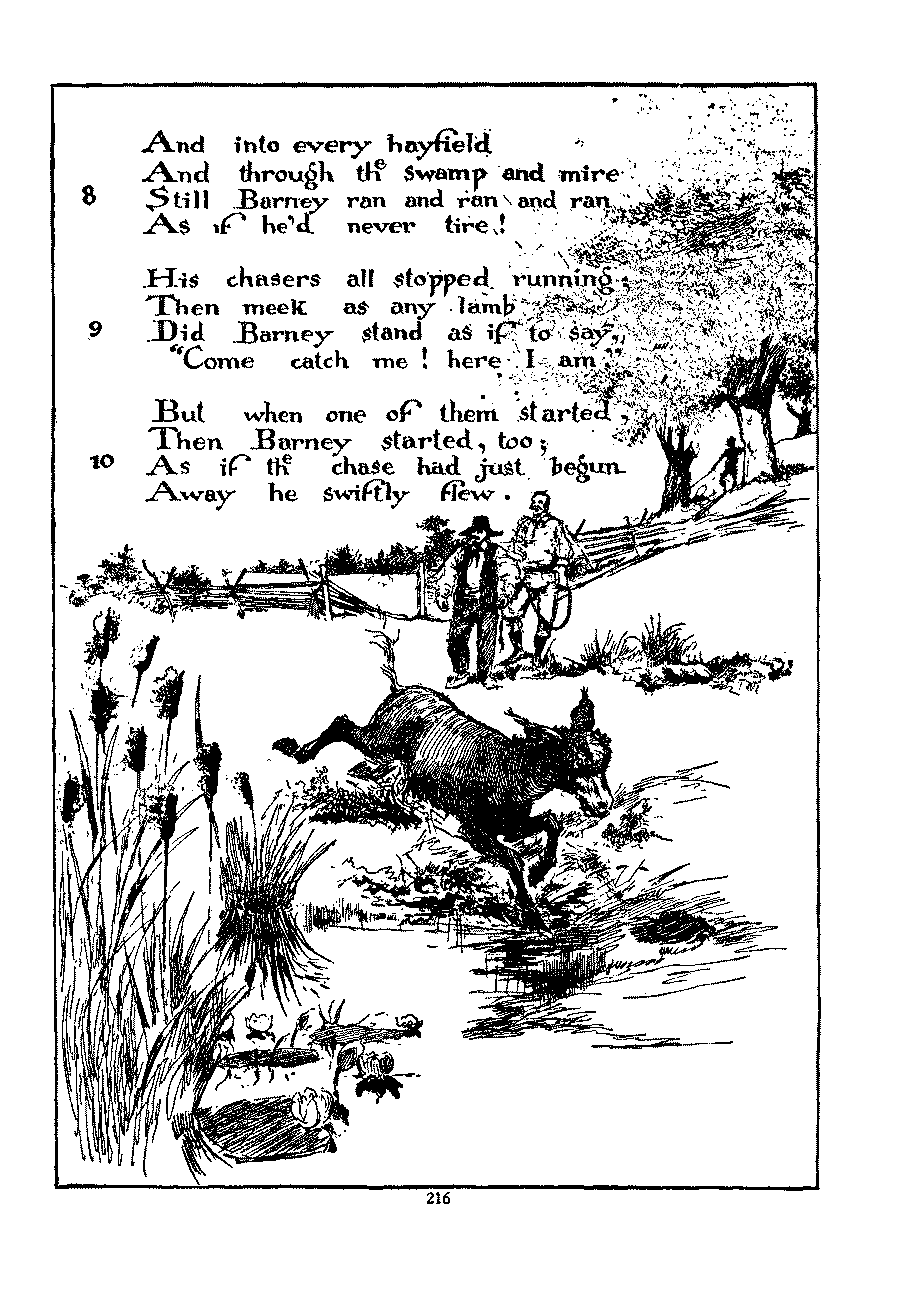 And into every hayfield
And through the swamp and mire
8 Still Barney ran and ran and ran
As if he'd never tire!
His chasers all stopped running;
Then meek as any lamb
9 Did Barney stand as if to say,
"Come catch me! here I am."
But when one of them started,
Then Barney started, too;
10 As if the chase had just begun
Away he swiftly flew.
216